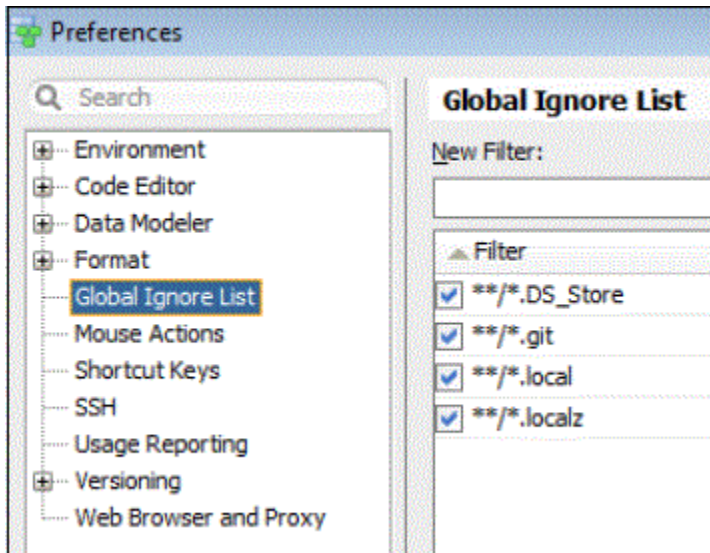 Preferences
Search
Environment
Code Editor
Data Modeler
Format
Global Ignore List
Mouse Actions
Shortcut Keys
SSH
Usage Reporting
Versioning
Web Browser and Proxy
Global Ignore List
New Filter:
Filter
**/*.DS_Store
**/*.git
**/*.local
**/*.localz